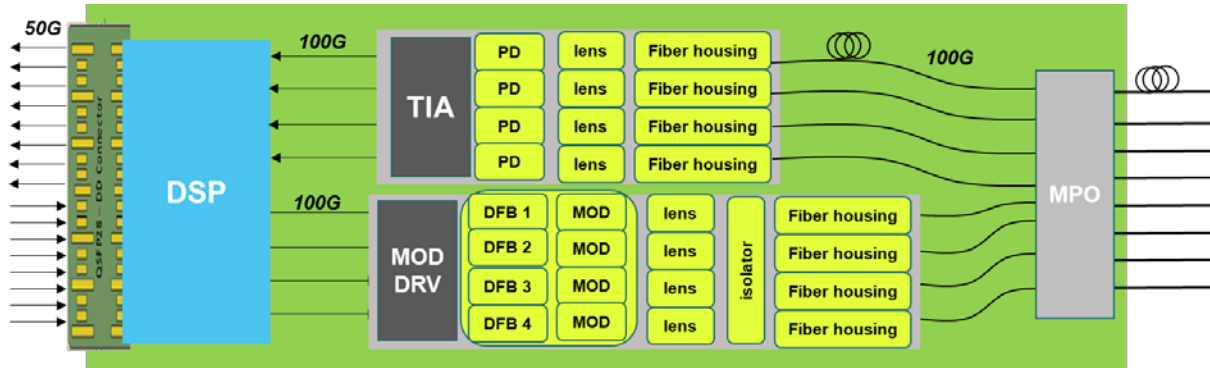 50G
QSFP28 - DD Connector
DSP
100G
TIA
PD lens Fiber housing
PD lens Fiber housing
PD lens Fiber housing
PD lens Fiber housing
100G
MPO
100G
MOD
DRV
DFB 1 MOD lens Fiber housing
DFB 2 MOD lens Fiber housing
DFB 3 MOD lens Fiber housing
DFB 4 MOD lens Fiber housing
isolator